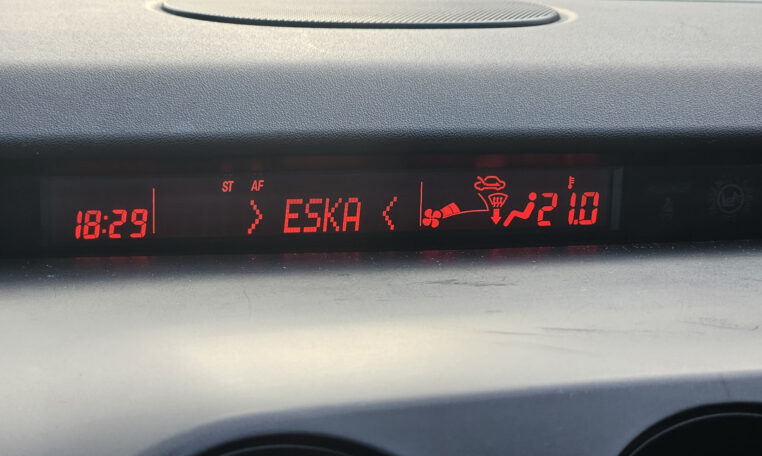 ST AF
18:29 > ESKA < 21.0